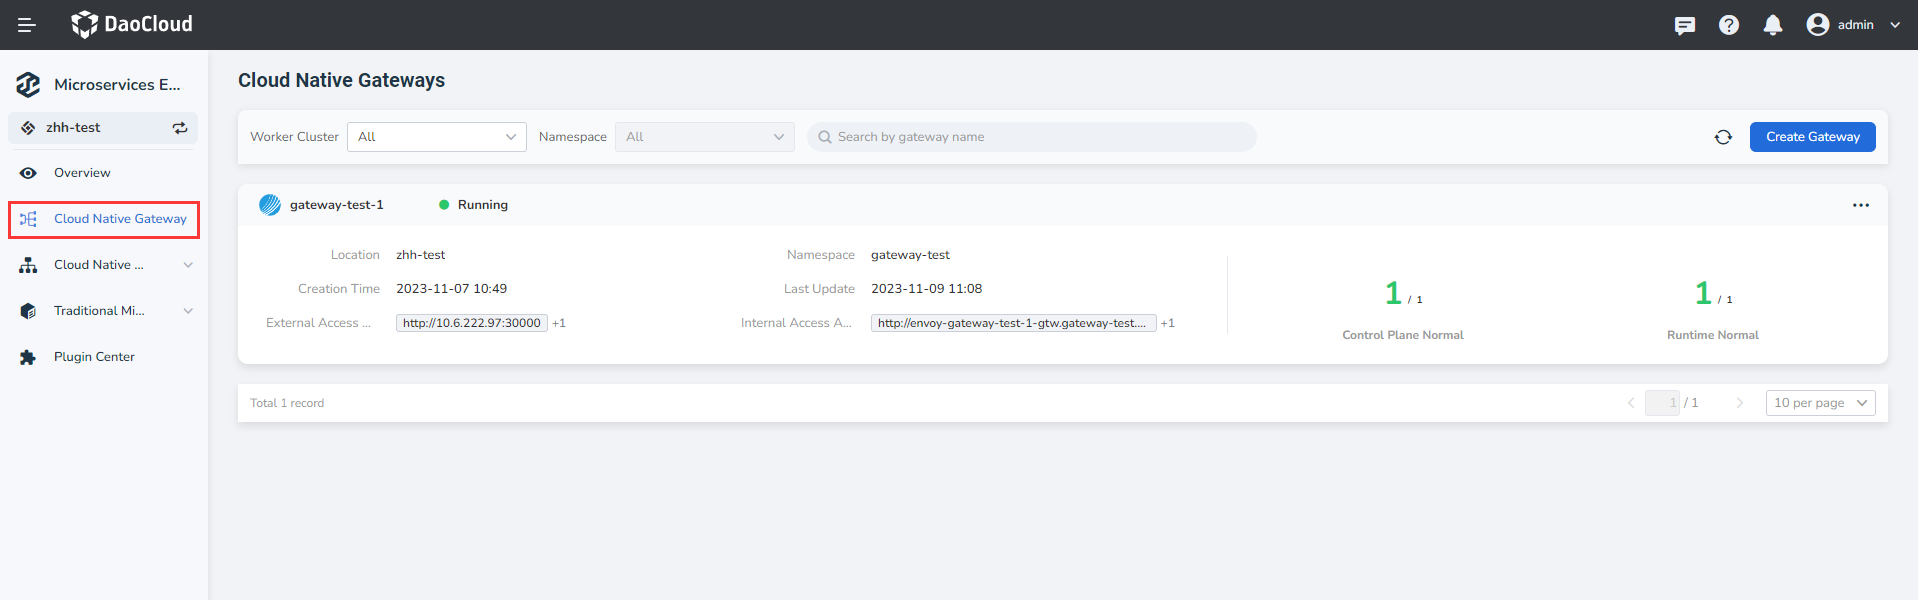 DaoCloud
admin
Microservices E...
zhh-test
Overview
Cloud Native Gateway
Cloud Native ...
Traditional Mi...
Plugin Center
Cloud Native Gateways
Worker Cluster All Namespace All Search by gateway name Create Gateway
gateway-test-1 Running
Location zhh-test Namespace gateway-test
Creation Time 2023-11-07 10:49 Last Update 2023-11-09 11:08
External Access ... http://10.6.222.97:30000 +1 Internal Access A... http://envoy-gateway-test-1-gtw.gateway-test.... +1
1 / 1 1 / 1
Control Plane Normal Runtime Normal
Total 1 record 1 / 1 10 per page